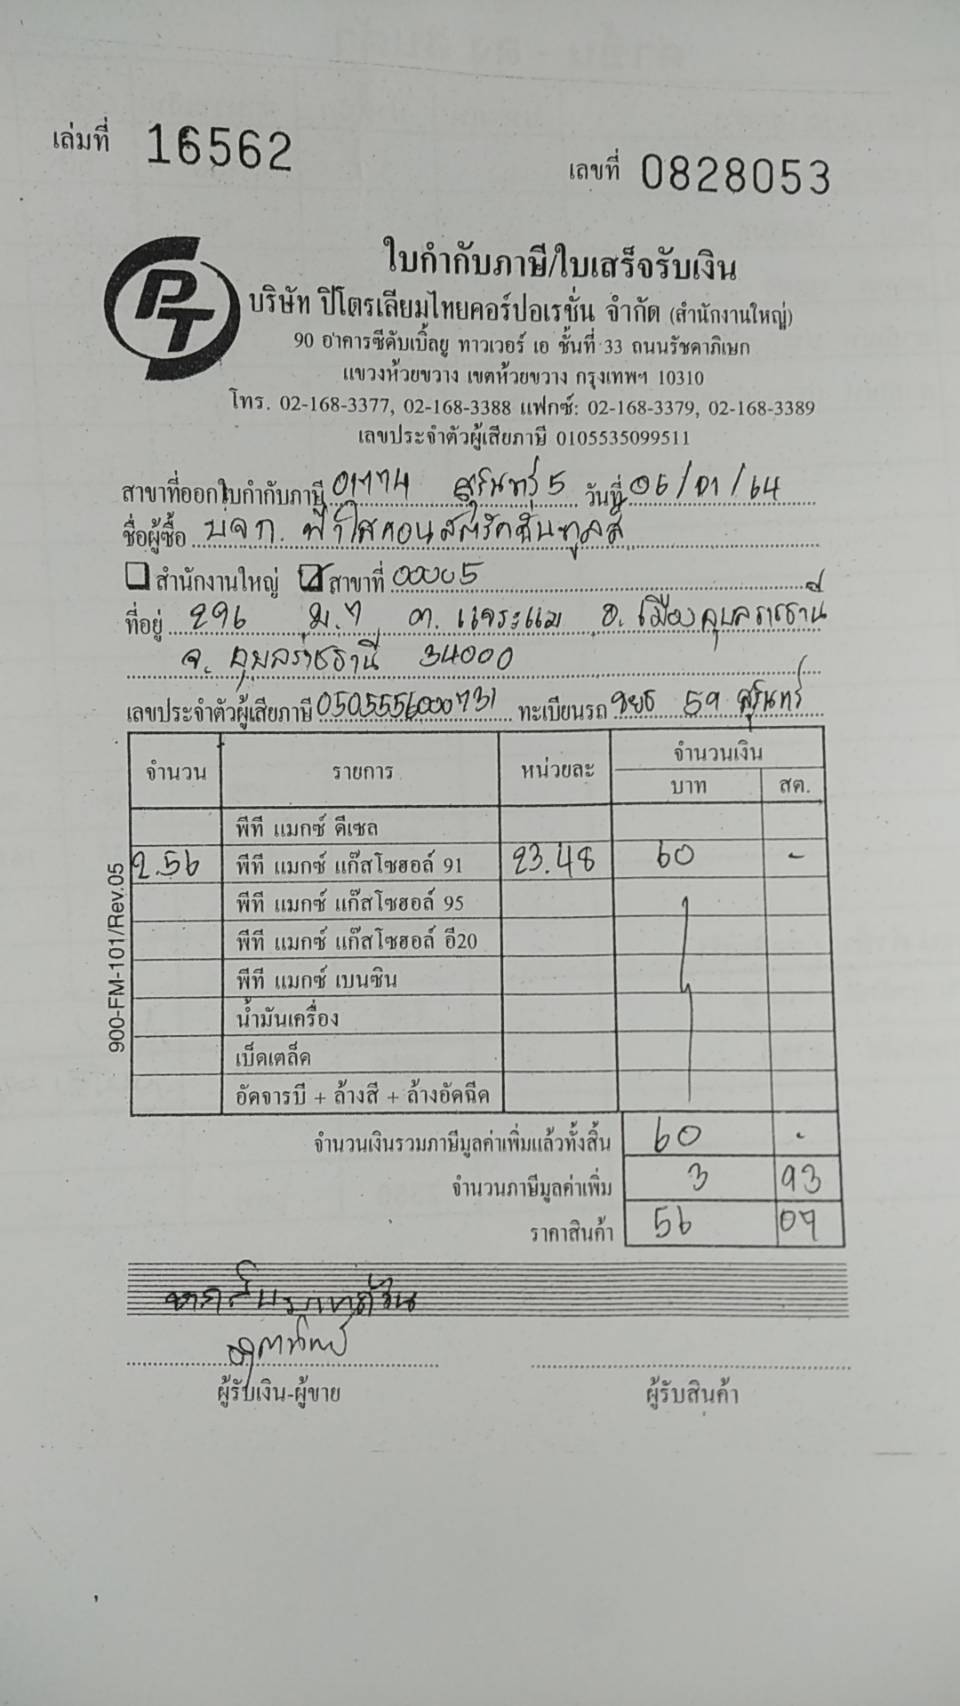 เล่มที่ 16562
เลขที่ 0828053
PT
ใบกำกับภาษี/ใบเสร็จรับเงิน
บริษัท ปิโตรเลียมไทยคอร์ปอเรชั่น จำกัด (สำนักงานใหญ่)
90 อาคารซีดับเบิ้ลยู ทาวเวอร์ เอ ชั้นที่ 33 ถนนรัชดาภิเษก
แขวงห้วยขวาง เขตห้วยขวาง กรุงเทพฯ 10310
โทร. 02-168-3377, 02-168-3388 แฟกซ์: 02-168-3379, 02-168-3389
เลขประจำตัวผู้เสียภาษี 0105535099511
สาขาที่ออกใบกำกับภาษี 01774 สุรินทร์ 5 วันที่ 06/01/64
ชื่อผู้ซื้อ บจก. ฟ้าใสคอนสตรัคชั่นทูลส์
สำนักงานใหญ่ สาขาที่ 00005
ที่อยู่ 296 ม.7 ต. แจระแม อ. เมืองอุบลราชธานี
จ. อุบลราชธานี 34000
เลขประจำตัวผู้เสียภาษี 0505556000731 ทะเบียนรถ 59 สุรินทร์
จำนวน รายการ หน่วยละ จำนวนเงิน
บาท สต.
พีที แมกซ์ ดีเซล
2.56 พีที แมกซ์ แก๊สโซฮอล์ 91 23.48 60 -
พีที แมกซ์ แก๊สโซฮอล์ 95
พีที แมกซ์ แก๊สโซฮอล์ อี20
พีที แมกซ์ เบนซิน
น้ำมันเครื่อง
เบ็ดเตล็ด
อัดจารบี + ล้างสี + ล้างอัดฉีด
จำนวนเงินรวมภาษีมูลค่าเพิ่มแล้วทั้งสิ้น 60 -
จำนวนภาษีมูลค่าเพิ่ม 3 93
ราคาสินค้า 56 07
ผู้รับเงิน-ผู้ขาย ผู้รับสินค้า
900-FM-101/Rev.05